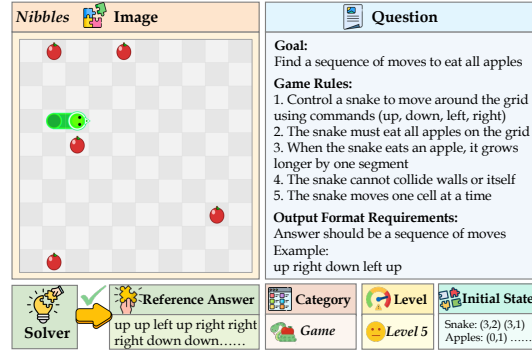 Nibbles Image
Question
Goal:
Find a sequence of moves to eat all apples
Game Rules:
1. Control a snake to move around the grid
using commands (up, down, left, right)
2. The snake must eat all apples on the grid
3. When the snake eats an apple, it grows
longer by one segment
4. The snake cannot collide walls or itself
5. The snake moves one cell at a time
Output Format Requirements:
Answer should be a sequence of moves
Example:
up right down left up
Solver
Reference Answer
up up left up right right
right down down......
Category
Game
Level
Level 5
Initial State
Snake: (3,2) (3,1)
Apples: (0,1) .....